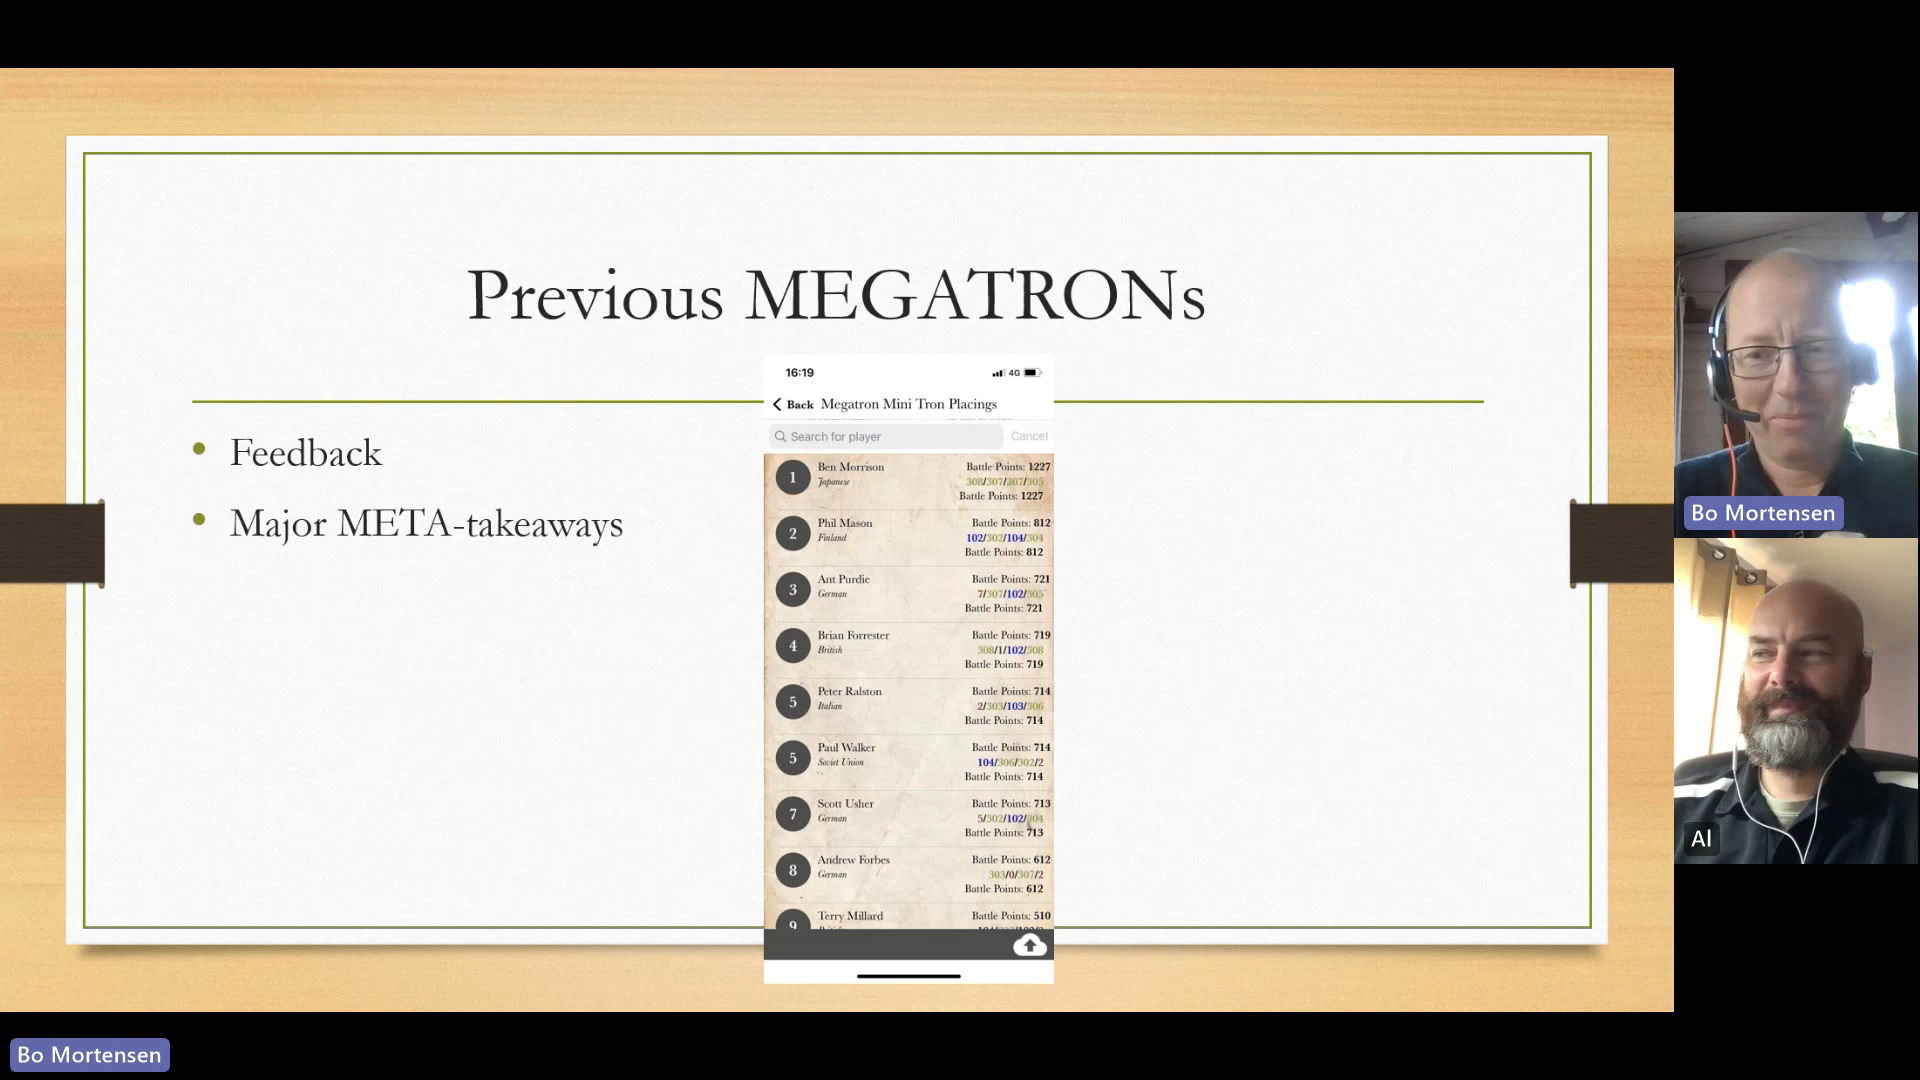 Previous MEGATRONs
Feedback
Major META-takeaways
16:19
4G
Back Megatron Mini Tron Placings
Search for player Cancel
1 Ben Morrison Battle Points: 1227
Japanese 308/307/307/305
Battle Points: 1227
2 Phil Mason Battle Points: 812
Finland 102/302/104/304
Battle Points: 812
3 Ant Purdie Battle Points: 721
German 7/307/102/305
Battle Points: 721
4 Brian Forrester Battle Points: 719
British 308/1/102/308
Battle Points: 719
5 Peter Ralston Battle Points: 714
Italian 2/303/103/306
Battle Points: 714
5 Paul Walker Battle Points: 714
Soviet Union 104/306/302/2
Battle Points: 714
7 Scott Usher Battle Points: 713
German 5/302/102/304
Battle Points: 713
8 Andrew Forbes Battle Points: 612
German 303/0/307/2
Battle Points: 612
9 Terry Millard Battle Points: 510
Bo Mortensen
Al
Bo Mortensen